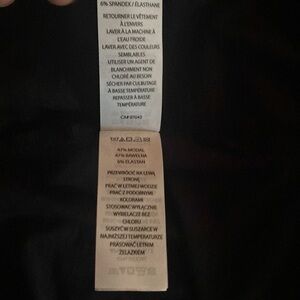 6% SPANDEX / ÉLASTHANE
RETOURNER LE VÊTEMENT
À L'ENVERS
LAVER À LA MACHINE À
L'EAU FROIDE
LAVER AVEC DES COULEURS
SEMBLABLES
UTILISER UN AGENT DE
BLANCHIMENT NON
CHLORÉ AU BESOIN
SÉCHER PAR CULBUTAGE
À BASSE TEMPÉRATURE
REPASSER À BASSE
TEMPÉRATURE
47% MODAL
47% BAWEŁNA
6% ELASTAN
PRZEWRÓCIĆ NA LEWĄ
STRONĘ
PRAĆ W LETNIEJ WODZIE
PRAĆ Z PODOBNYMI
KOLORAMI
STOSOWAĆ WYŁĄCZNIE
WYBIELACZE BEZ
CHLORU
SUSZYĆ W SUSZARCE W
NAJNIŻSZEJ TEMPERATURZE
PRASOWAĆ LETNIM
ŻELAZKIEM